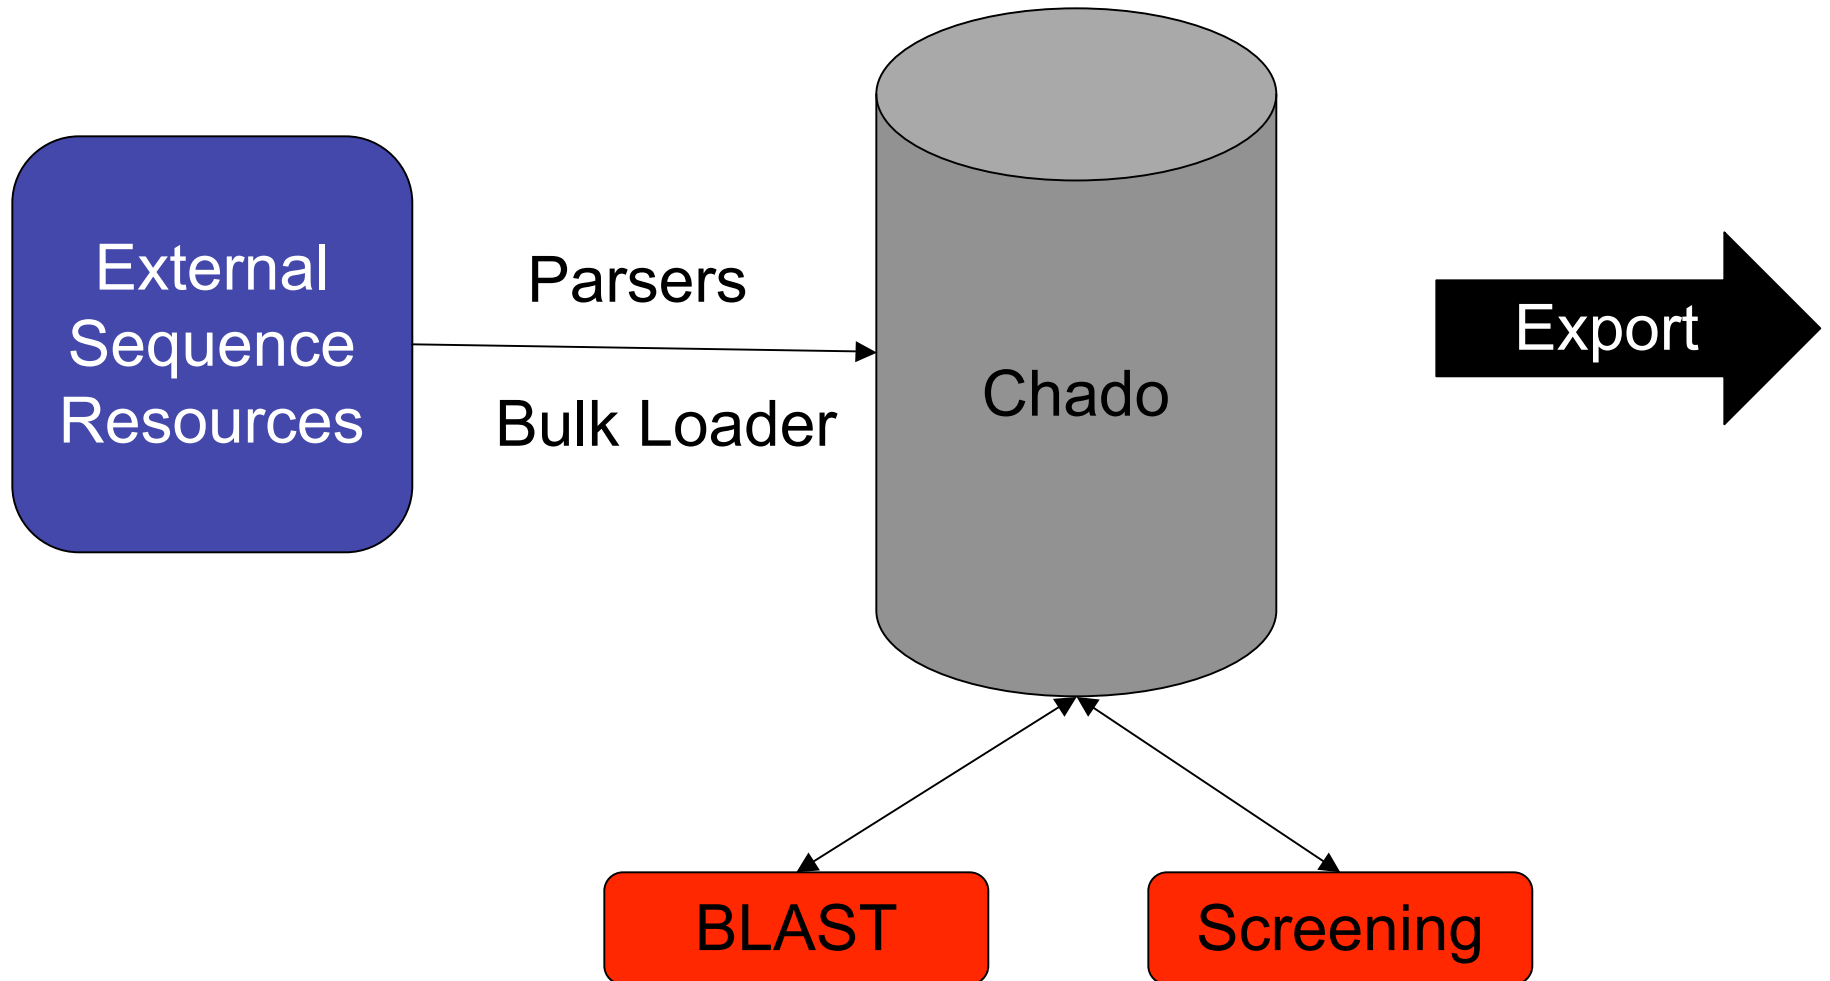 External
Sequence
Resources
Parsers
Bulk Loader
Chado
Export
BLAST
Screening